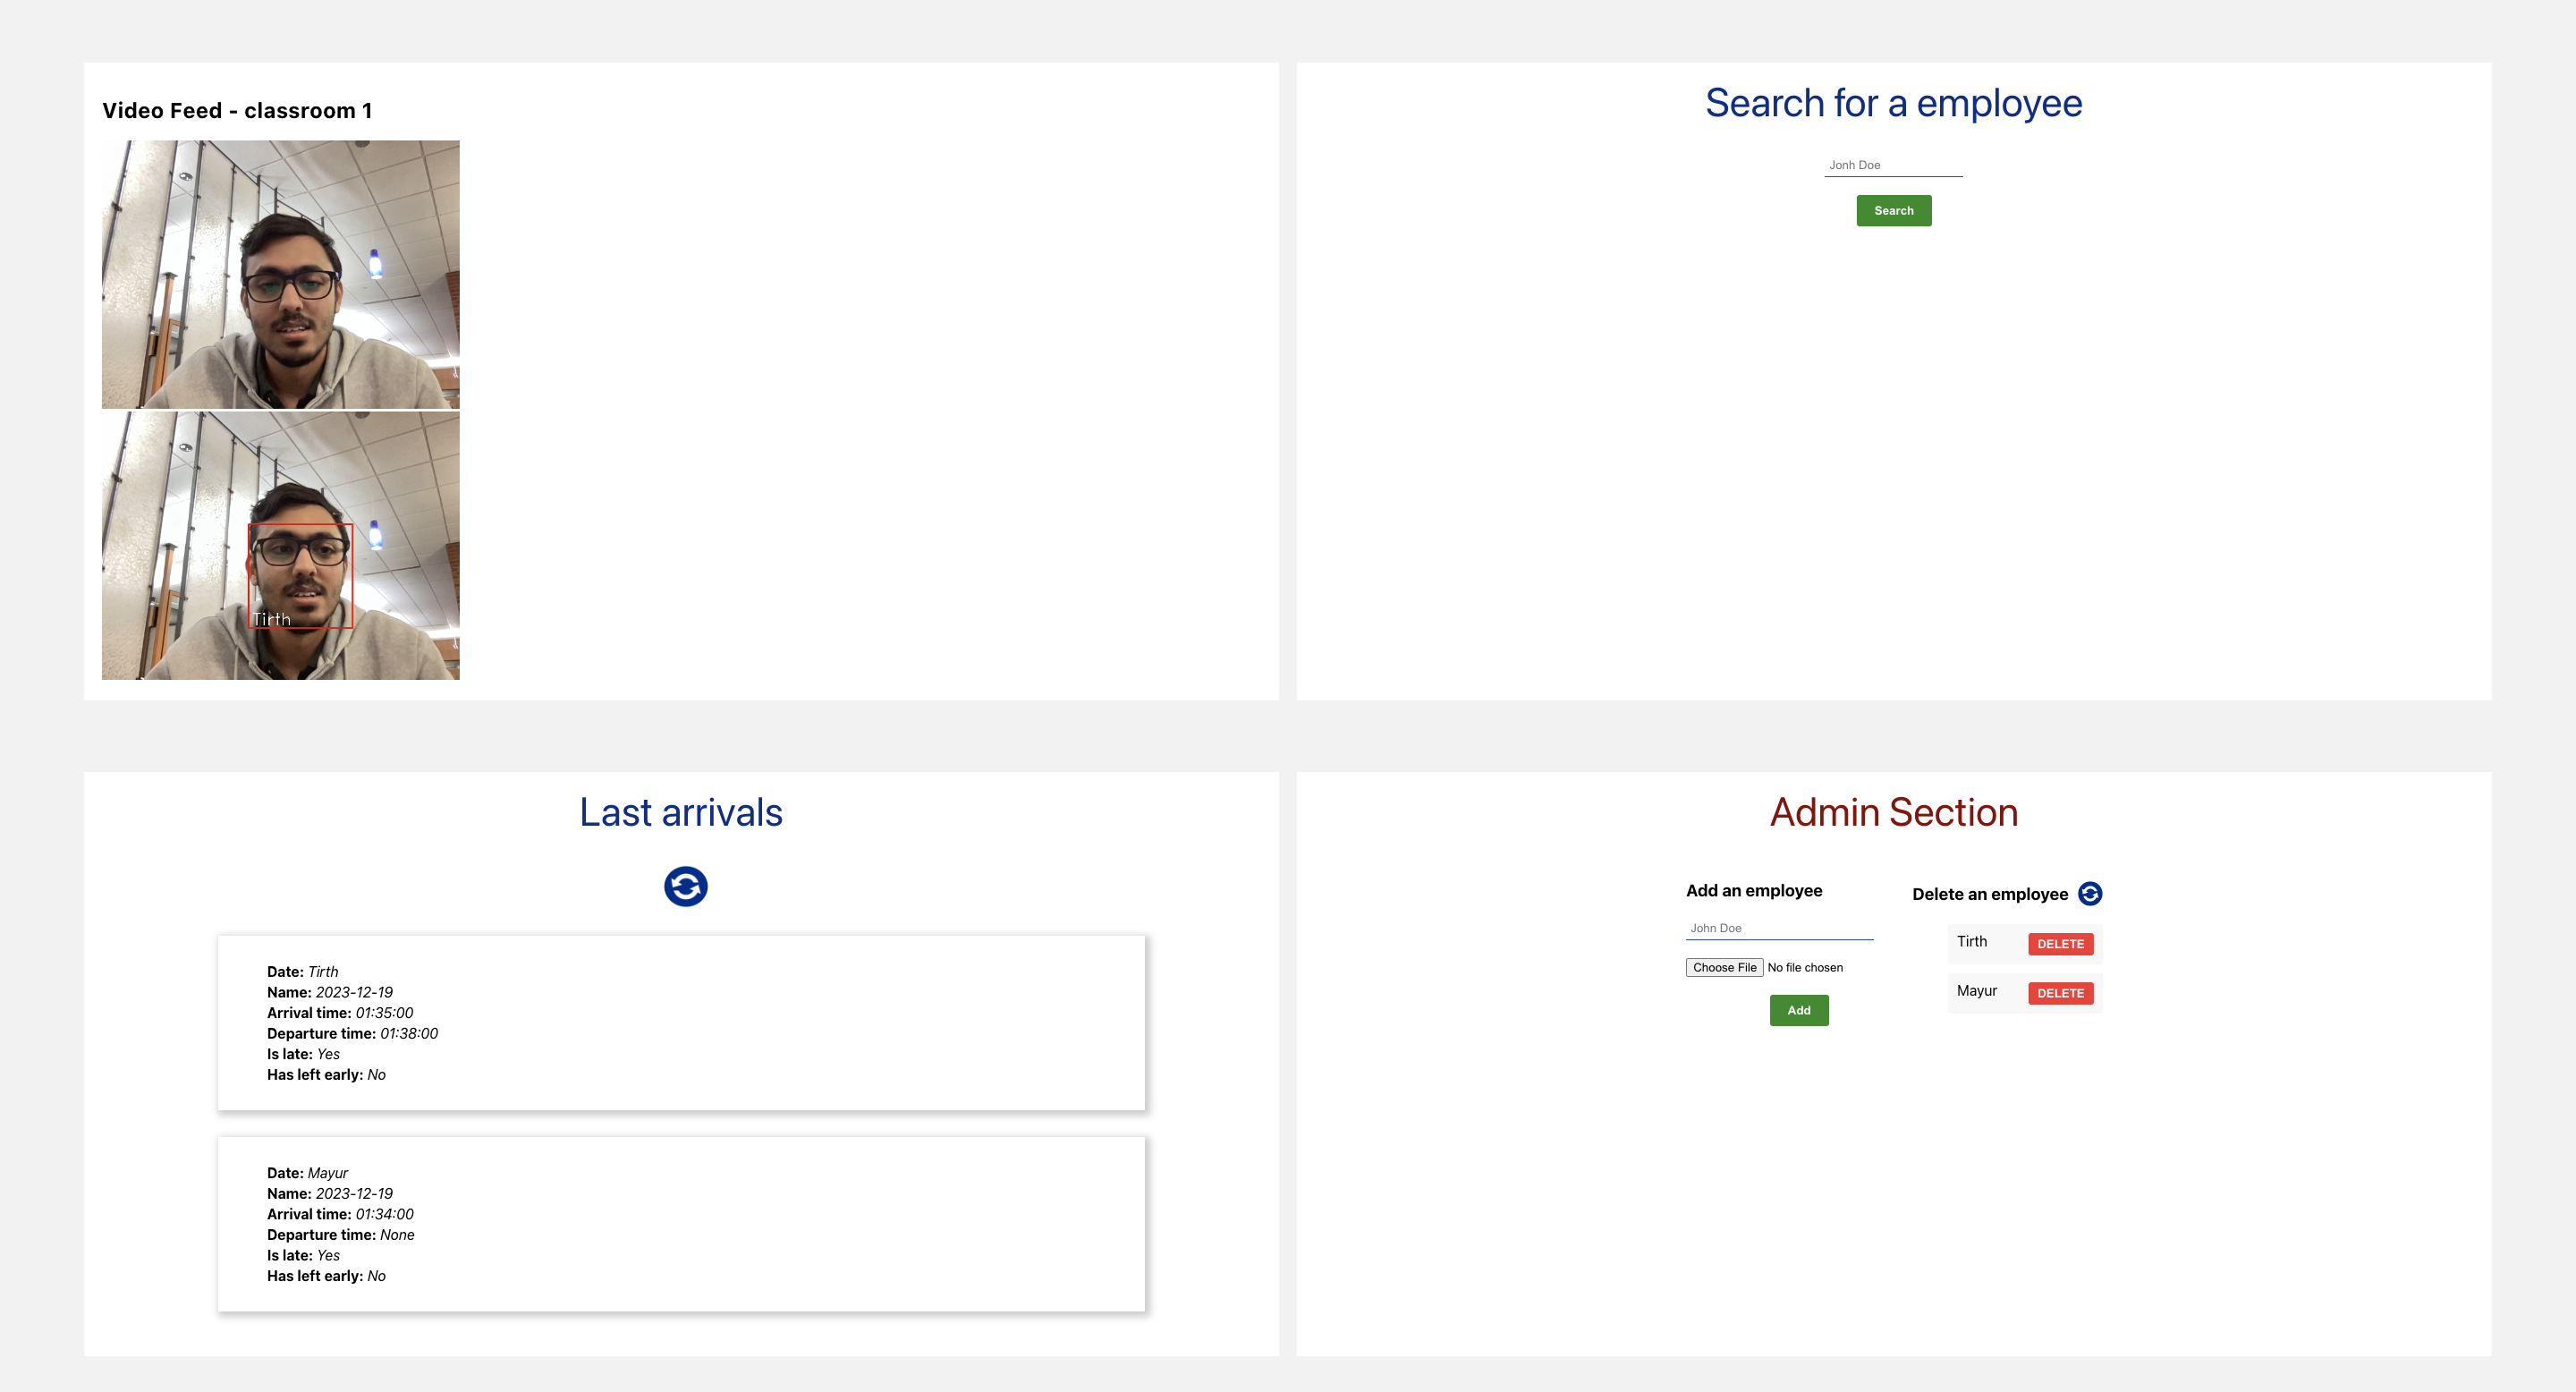 Video Feed - classroom 1
Tirth
Search for a employee
Jonh Doe
Search
Last arrivals
Date: Tirth
Name: 2023-12-19
Arrival time: 01:35:00
Departure time: 01:38:00
Is late: Yes
Has left early: No
Date: Mayur
Name: 2023-12-19
Arrival time: 01:34:00
Departure time: None
Is late: Yes
Has left early: No
Admin Section
Add an employee
John Doe
Choose File No file chosen
Add
Delete an employee
Tirth DELETE
Mayur DELETE